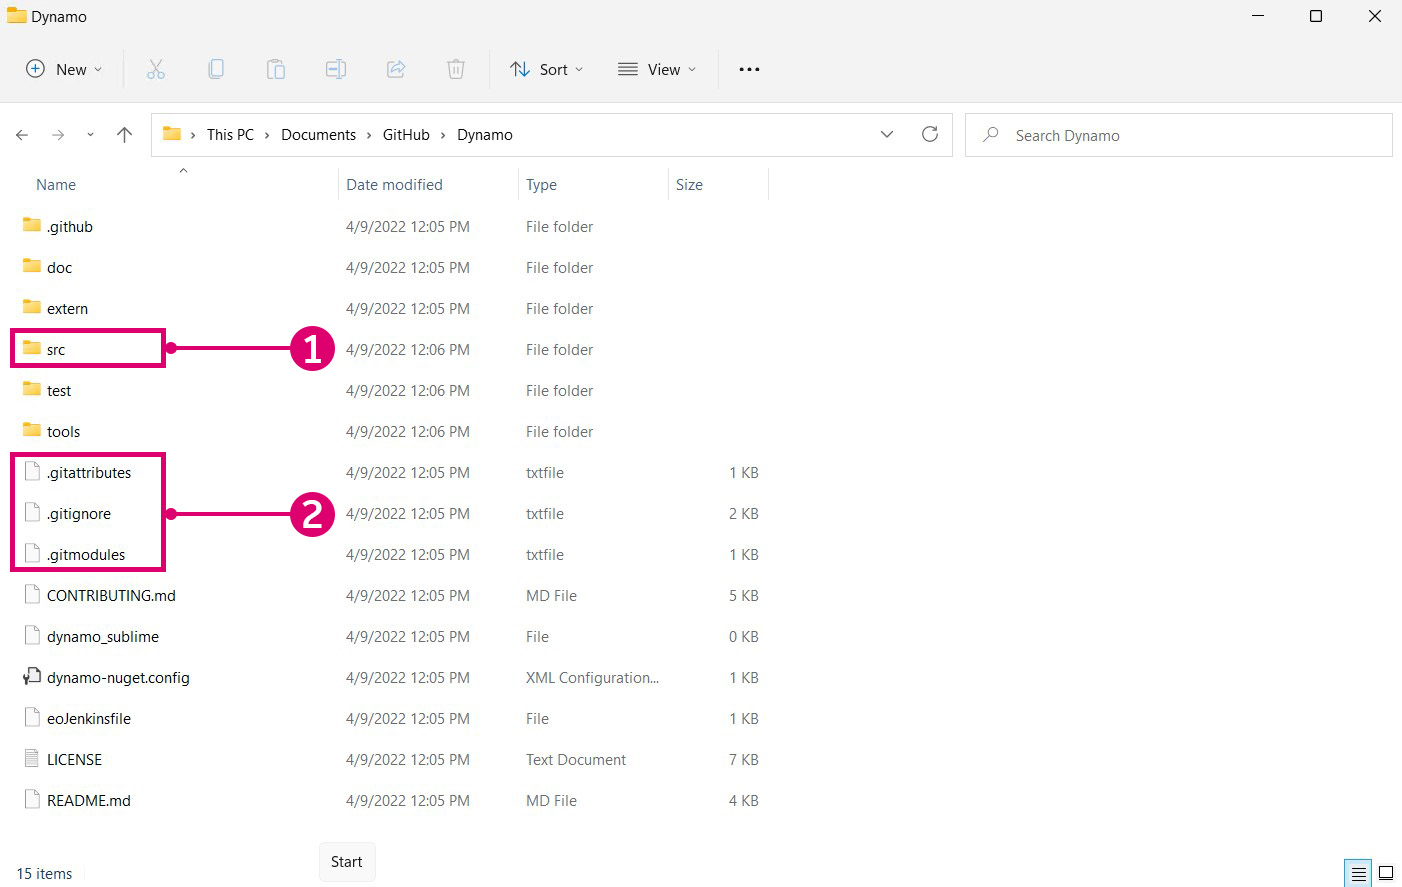 Dynamo
New Sort View
This PC Documents GitHub Dynamo Search Dynamo
Name Date modified Type Size
.github 4/9/2022 12:05 PM File folder
doc 4/9/2022 12:05 PM File folder
extern 4/9/2022 12:05 PM File folder
src 1 4/9/2022 12:06 PM File folder
test 4/9/2022 12:06 PM File folder
tools 4/9/2022 12:06 PM File folder
.gitattributes 4/9/2022 12:05 PM txtfile 1 KB
.gitignore 2 4/9/2022 12:05 PM txtfile 2 KB
.gitmodules 4/9/2022 12:05 PM txtfile 1 KB
CONTRIBUTING.md 4/9/2022 12:05 PM MD File 5 KB
dynamo_sublime 4/9/2022 12:05 PM File 0 KB
dynamo-nuget.config 4/9/2022 12:05 PM XML Configuration... 1 KB
eoJenkinsfile 4/9/2022 12:05 PM File 1 KB
LICENSE 4/9/2022 12:05 PM Text Document 7 KB
README.md 4/9/2022 12:05 PM MD File 4 KB
Start
15 items